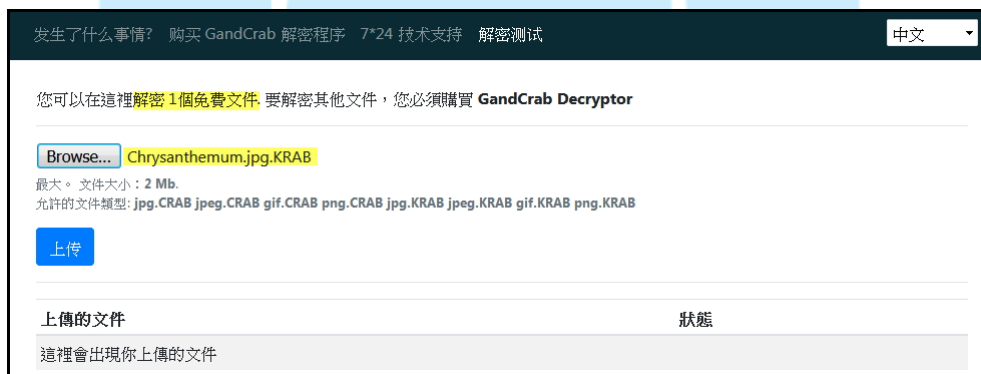 发生了什么事情? 购买 GandCrab 解密程序 7*24 技术支持 解密测试 中文
您可以在這裡解密 1個免費文件. 要解密其他文件，您必須購買 GandCrab Decryptor
Browse... Chrysanthemum.jpg.KRAB
最大。 文件大小：2 Mb.
允許的文件類型: jpg.CRAB jpeg.CRAB gif.CRAB png.CRAB jpg.KRAB jpeg.KRAB gif.KRAB png.KRAB
上传
上傳的文件 狀態
這裡會出現你上傳的文件